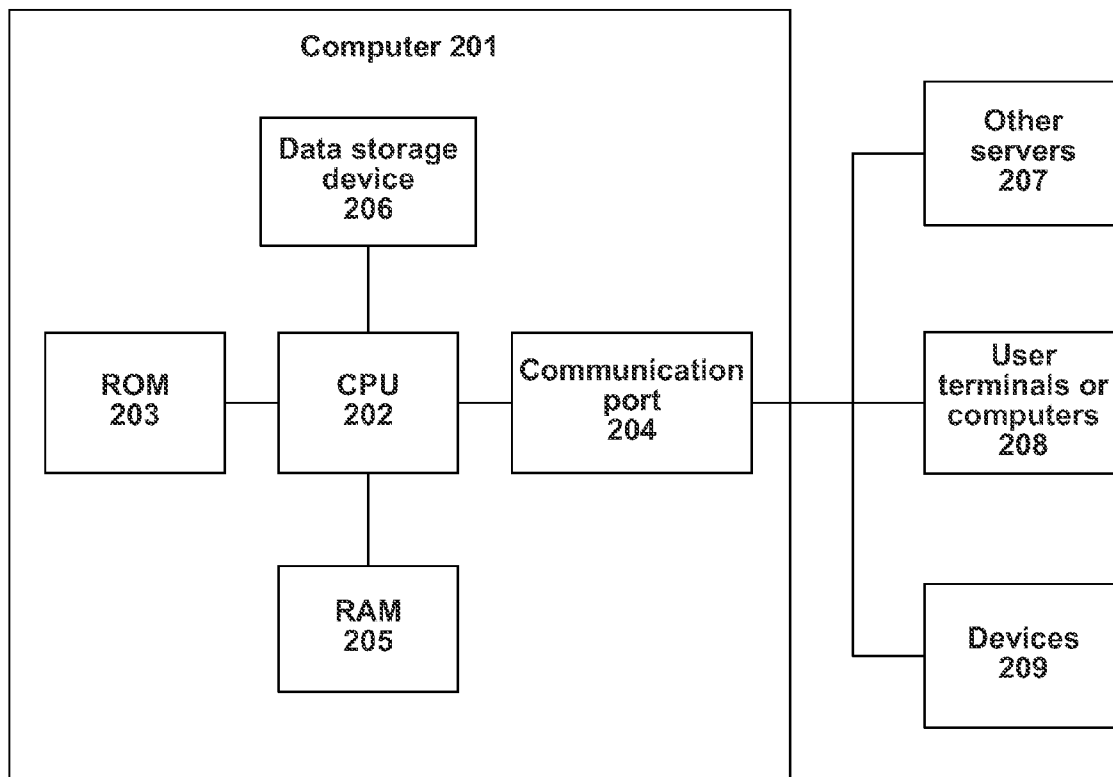 Computer 201
Data storage
device
206
ROM
203
CPU
202
Communication
port
204
RAM
205
Other
servers
207
User
terminals or
computers
208
Devices
209